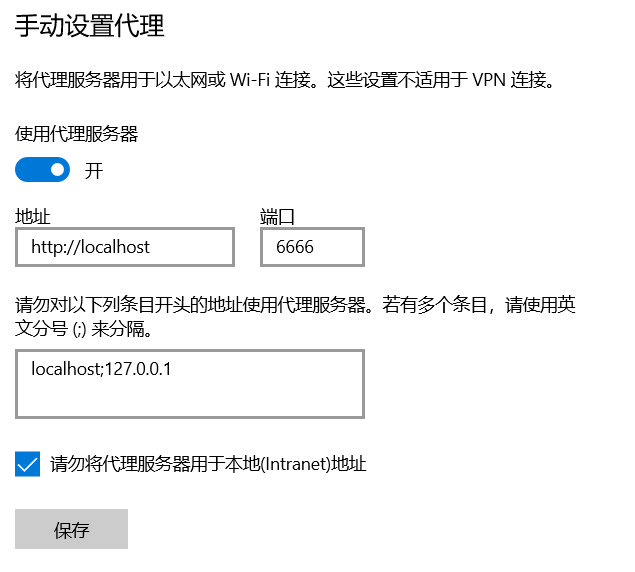 手动设置代理
将代理服务器用于以太网或 Wi-Fi 连接。这些设置不适用于 VPN 连接。
使用代理服务器
开
地址 端口
http://localhost 6666
请勿对以下列条目开头的地址使用代理服务器。若有多个条目，请使用英
文分号 (;) 来分隔。
localhost;127.0.0.1
请勿将代理服务器用于本地(Intranet)地址
保存